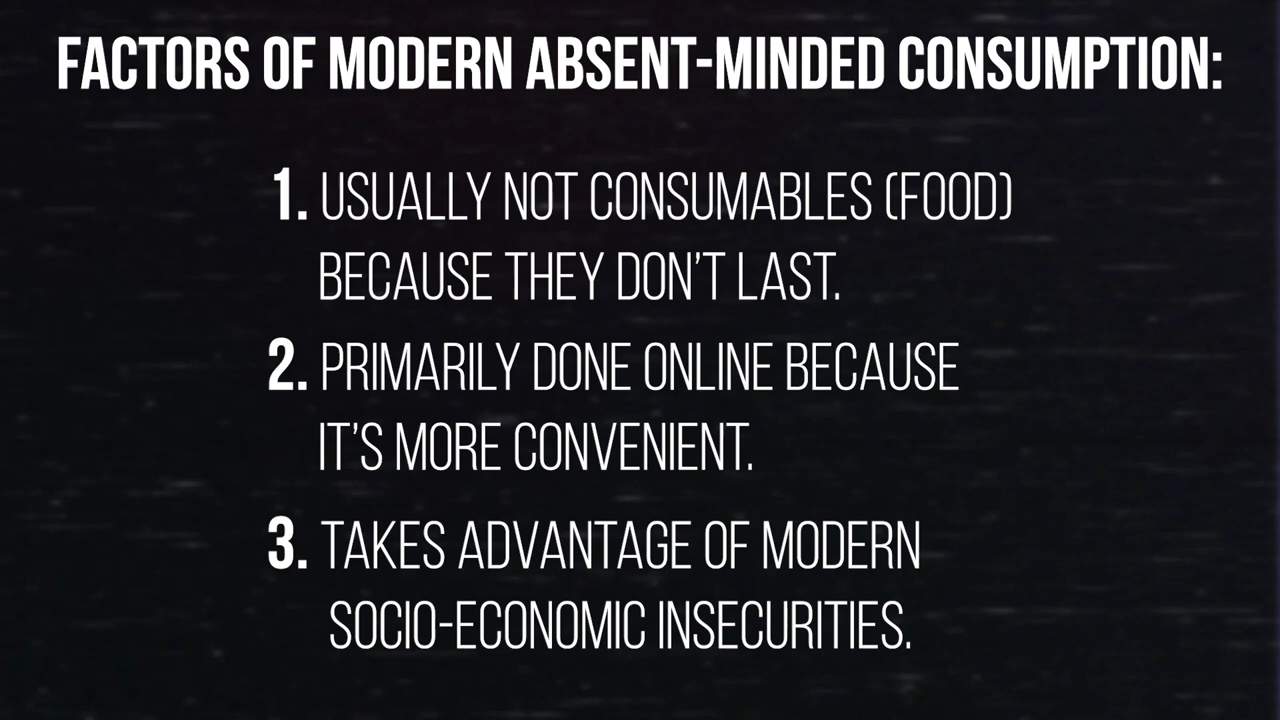 FACTORS OF MODERN ABSENT-MINDED CONSUMPTION:
1. USUALLY NOT CONSUMABLES (FOOD)
BECAUSE THEY DON'T LAST.
2. PRIMARILY DONE ONLINE BECAUSE
IT'S MORE CONVENIENT.
3. TAKES ADVANTAGE OF MODERN
SOCIO-ECONOMIC INSECURITIES.